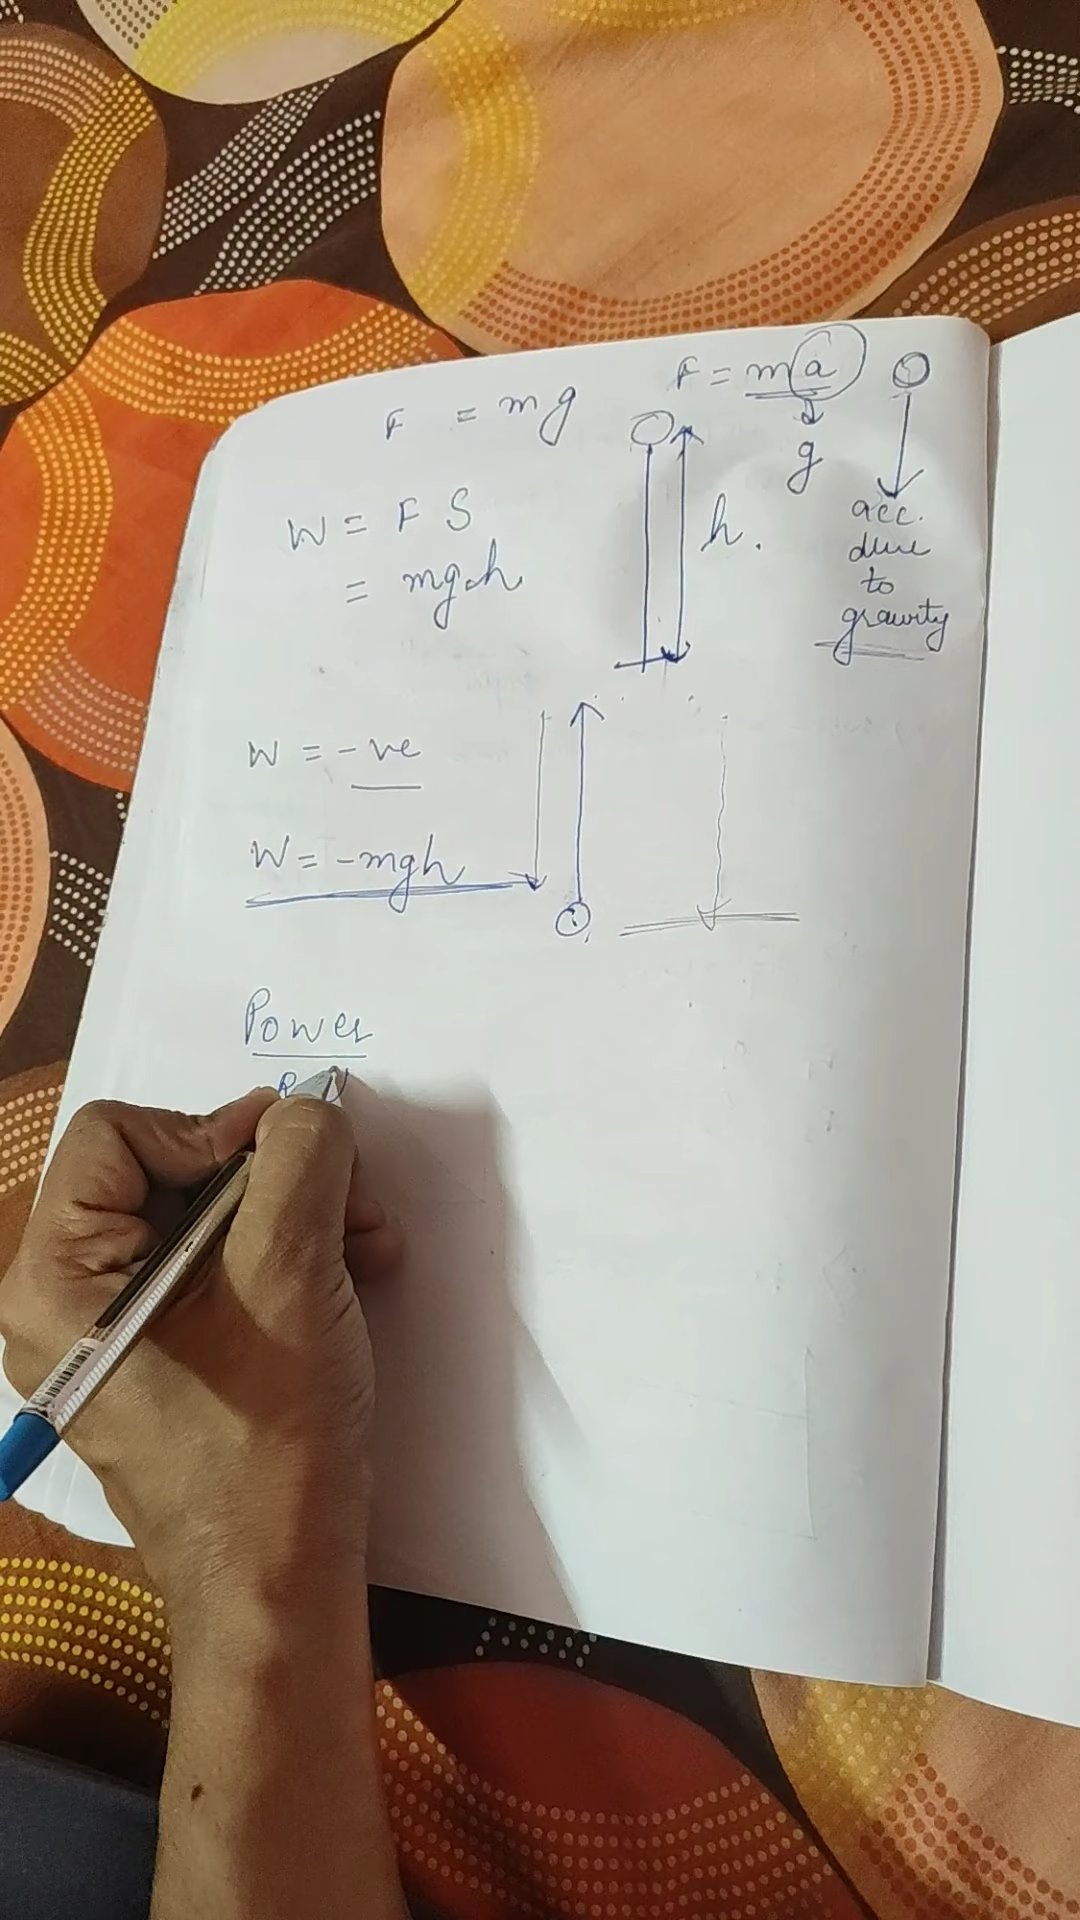 F = ma
g
F = mg
h.
acc.
due
to
gravity
W = F S
= mgh
W = -ve
W = -mgh
Power
P